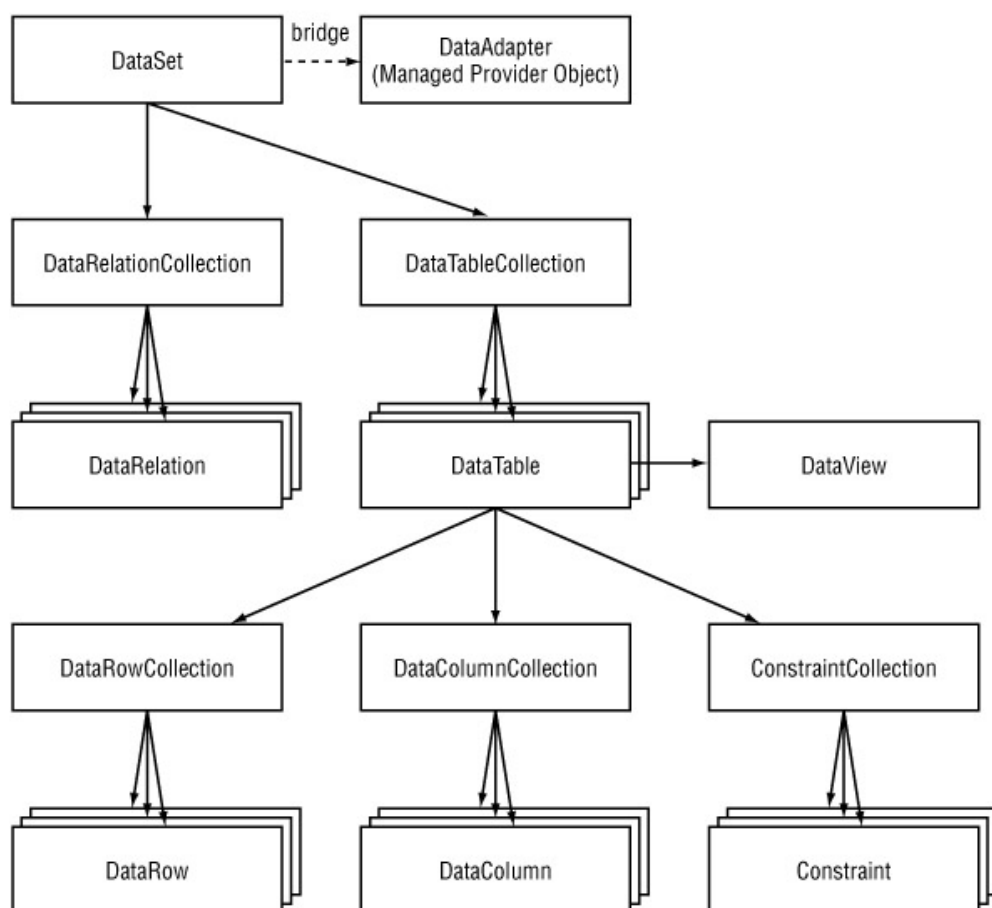 bridge
DataSet
DataAdapter
(Managed Provider Object)
DataRelationCollection
DataTableCollection
DataRelation
DataTable
DataView
DataRowCollection
DataColumnCollection
ConstraintCollection
DataRow
DataColumn
Constraint